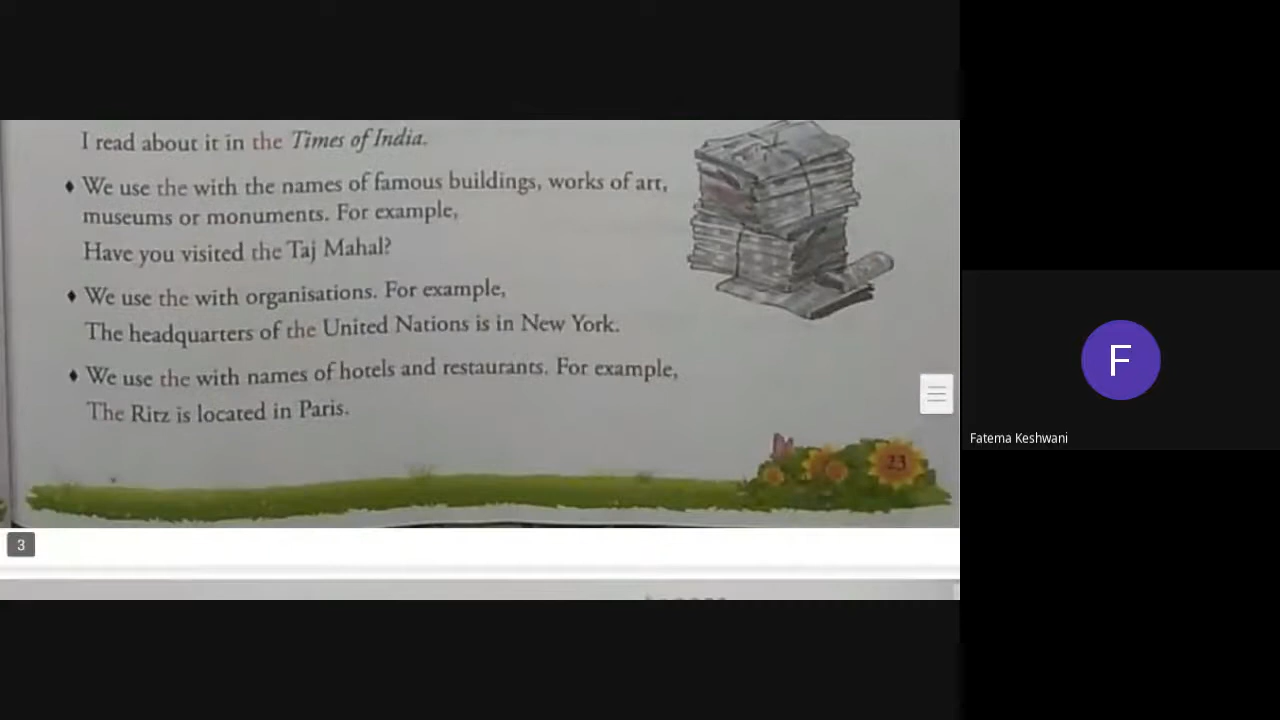 I read about it in the Times of India.
♦ We use the with the names of famous buildings, works of art,
museums or monuments. For example,
Have you visited the Taj Mahal?
♦ We use the with organisations. For example,
The headquarters of the United Nations is in New York.
♦ We use the with names of hotels and restaurants. For example,
The Ritz is located in Paris.
23
3
F
Fatema Keshwani